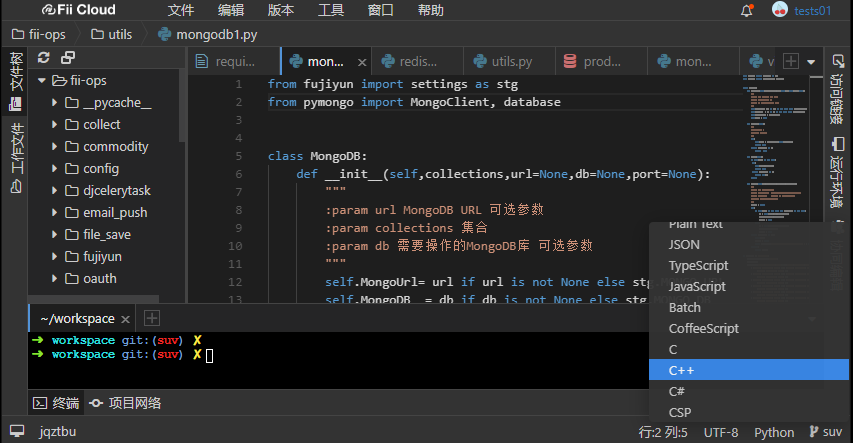 Fii Cloud 文件 编辑 版本 工具 窗口 帮助 tests01
fii-ops utils mongodb1.py
文件树
工作文件
fii-ops
__pycache__
collect
commodity
config
djcelerytask
email_push
file_save
fujiyun
oauth
requi... mon... redis... utils.py prod... mon... v
1 from fujiyun import settings as stg
2 from pymongo import MongoClient, database
3
4
5 class MongoDB:
6 def __init__(self,collections,url=None,db=None,port=None):
7 """
8 :param url MongoDB URL 可选参数
9 :param collections 集合
10 :param db 需要操作的MongoDB库 可选参数
11 """
12 self.MongoUrl= url if url is not None else stg
13 self.MongoDB = db if db is not None else stg
访问链接
运行环境
Plain Text
JSON
TypeScript
JavaScript
Batch
CoffeeScript
C
C++
C#
CSP
~/workspace
➜ workspace git:(suv) ✗
➜ workspace git:(suv) ✗
终端 项目网络
jqztbu 行:2 列:5 UTF-8 Python suv